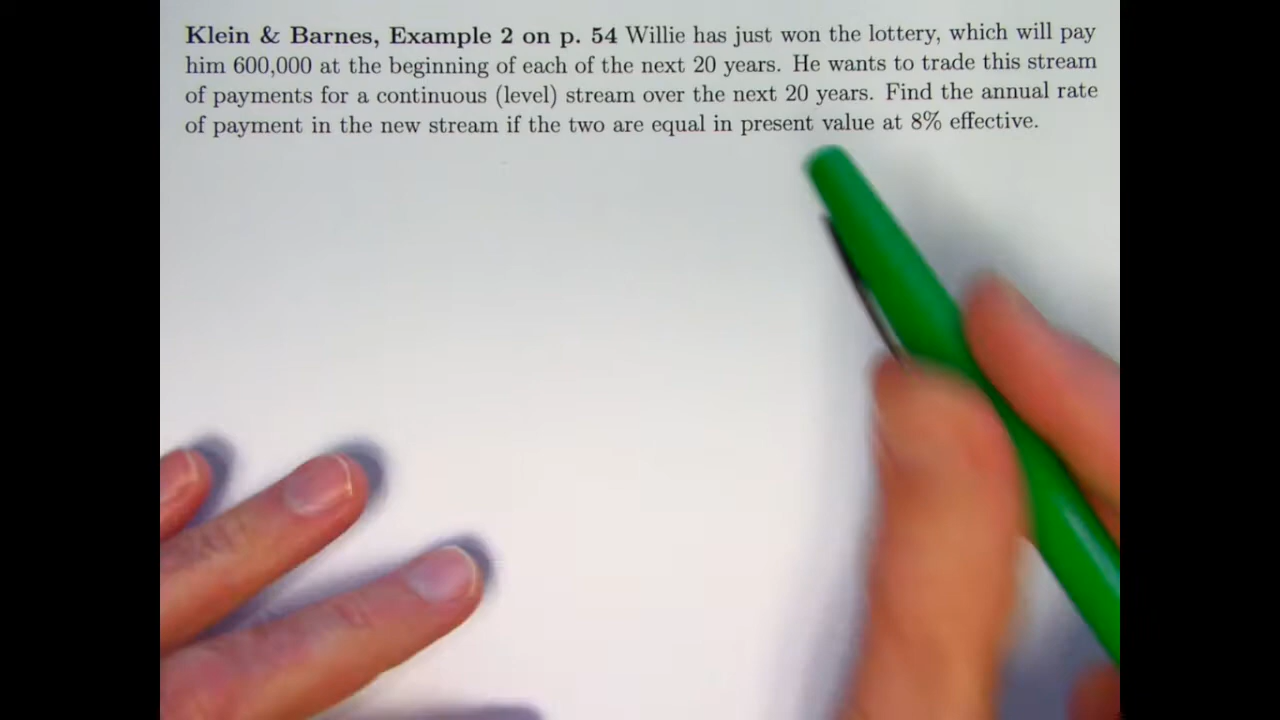 Klein & Barnes, Example 2 on p. 54 Willie has just won the lottery, which will pay
him 600,000 at the beginning of each of the next 20 years. He wants to trade this stream
of payments for a continuous (level) stream over the next 20 years. Find the annual rate
of payment in the new stream if the two are equal in present value at 8% effective.